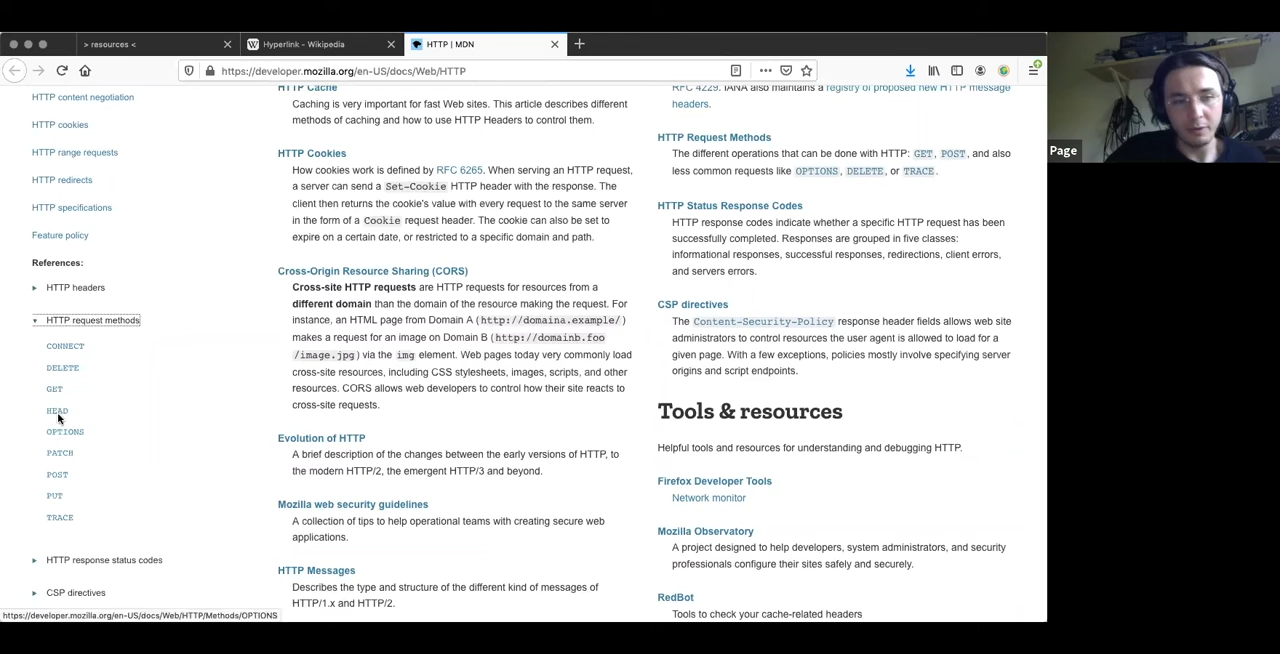 > resources <
Hyperlink - Wikipedia
HTTP | MDN
https://developer.mozilla.org/en-US/docs/Web/HTTP
Page
HTTP content negotiation
HTTP cookies
HTTP range requests
HTTP redirects
HTTP specifications
Feature policy
References:
HTTP headers
HTTP request methods
CONNECT
DELETE
GET
HEAD
OPTIONS
PATCH
POST
PUT
TRACE
HTTP response status codes
CSP directives
https://developer.mozilla.org/en-US/docs/Web/HTTP/Methods/OPTIONS
HTTP Cache
Caching is very important for fast Web sites. This article describes different
methods of caching and how to use HTTP Headers to control them.
HTTP Cookies
How cookies work is defined by RFC 6265. When serving an HTTP request,
a server can send a Set-Cookie HTTP header with the response. The
client then returns the cookie's value with every request to the same server
in the form of a Cookie request header. The cookie can also be set to
expire on a certain date, or restricted to a specific domain and path.
Cross-Origin Resource Sharing (CORS)
Cross-site HTTP requests are HTTP requests for resources from a
different domain than the domain of the resource making the request. For
instance, an HTML page from Domain A (http://domaina.example/)
makes a request for an image on Domain B (http://domainb.foo
/image.jpg) via the img element. Web pages today very commonly load
cross-site resources, including CSS stylesheets, images, scripts, and other
resources. CORS allows web developers to control how their site reacts to
cross-site requests.
Evolution of HTTP
A brief description of the changes between the early versions of HTTP, to
the modern HTTP/2, the emergent HTTP/3 and beyond.
Mozilla web security guidelines
A collection of tips to help operational teams with creating secure web
applications.
HTTP Messages
Describes the type and structure of the different kind of messages of
HTTP/1.x and HTTP/2.
RFC 4229. IANA also maintains a registry of proposed new HTTP message
headers.
HTTP Request Methods
The different operations that can be done with HTTP: GET, POST, and also
less common requests like OPTIONS, DELETE, or TRACE.
HTTP Status Response Codes
HTTP response codes indicate whether a specific HTTP request has been
successfully completed. Responses are grouped in five classes:
informational responses, successful responses, redirections, client errors,
and servers errors.
CSP directives
The Content-Security-Policy response header fields allows web site
administrators to control resources the user agent is allowed to load for a
given page. With a few exceptions, policies mostly involve specifying server
origins and script endpoints.
Tools & resources
Helpful tools and resources for understanding and debugging HTTP.
Firefox Developer Tools
Network monitor
Mozilla Observatory
A project designed to help developers, system administrators, and security
professionals configure their sites safely and securely.
RedBot
Tools to check your cache-related headers